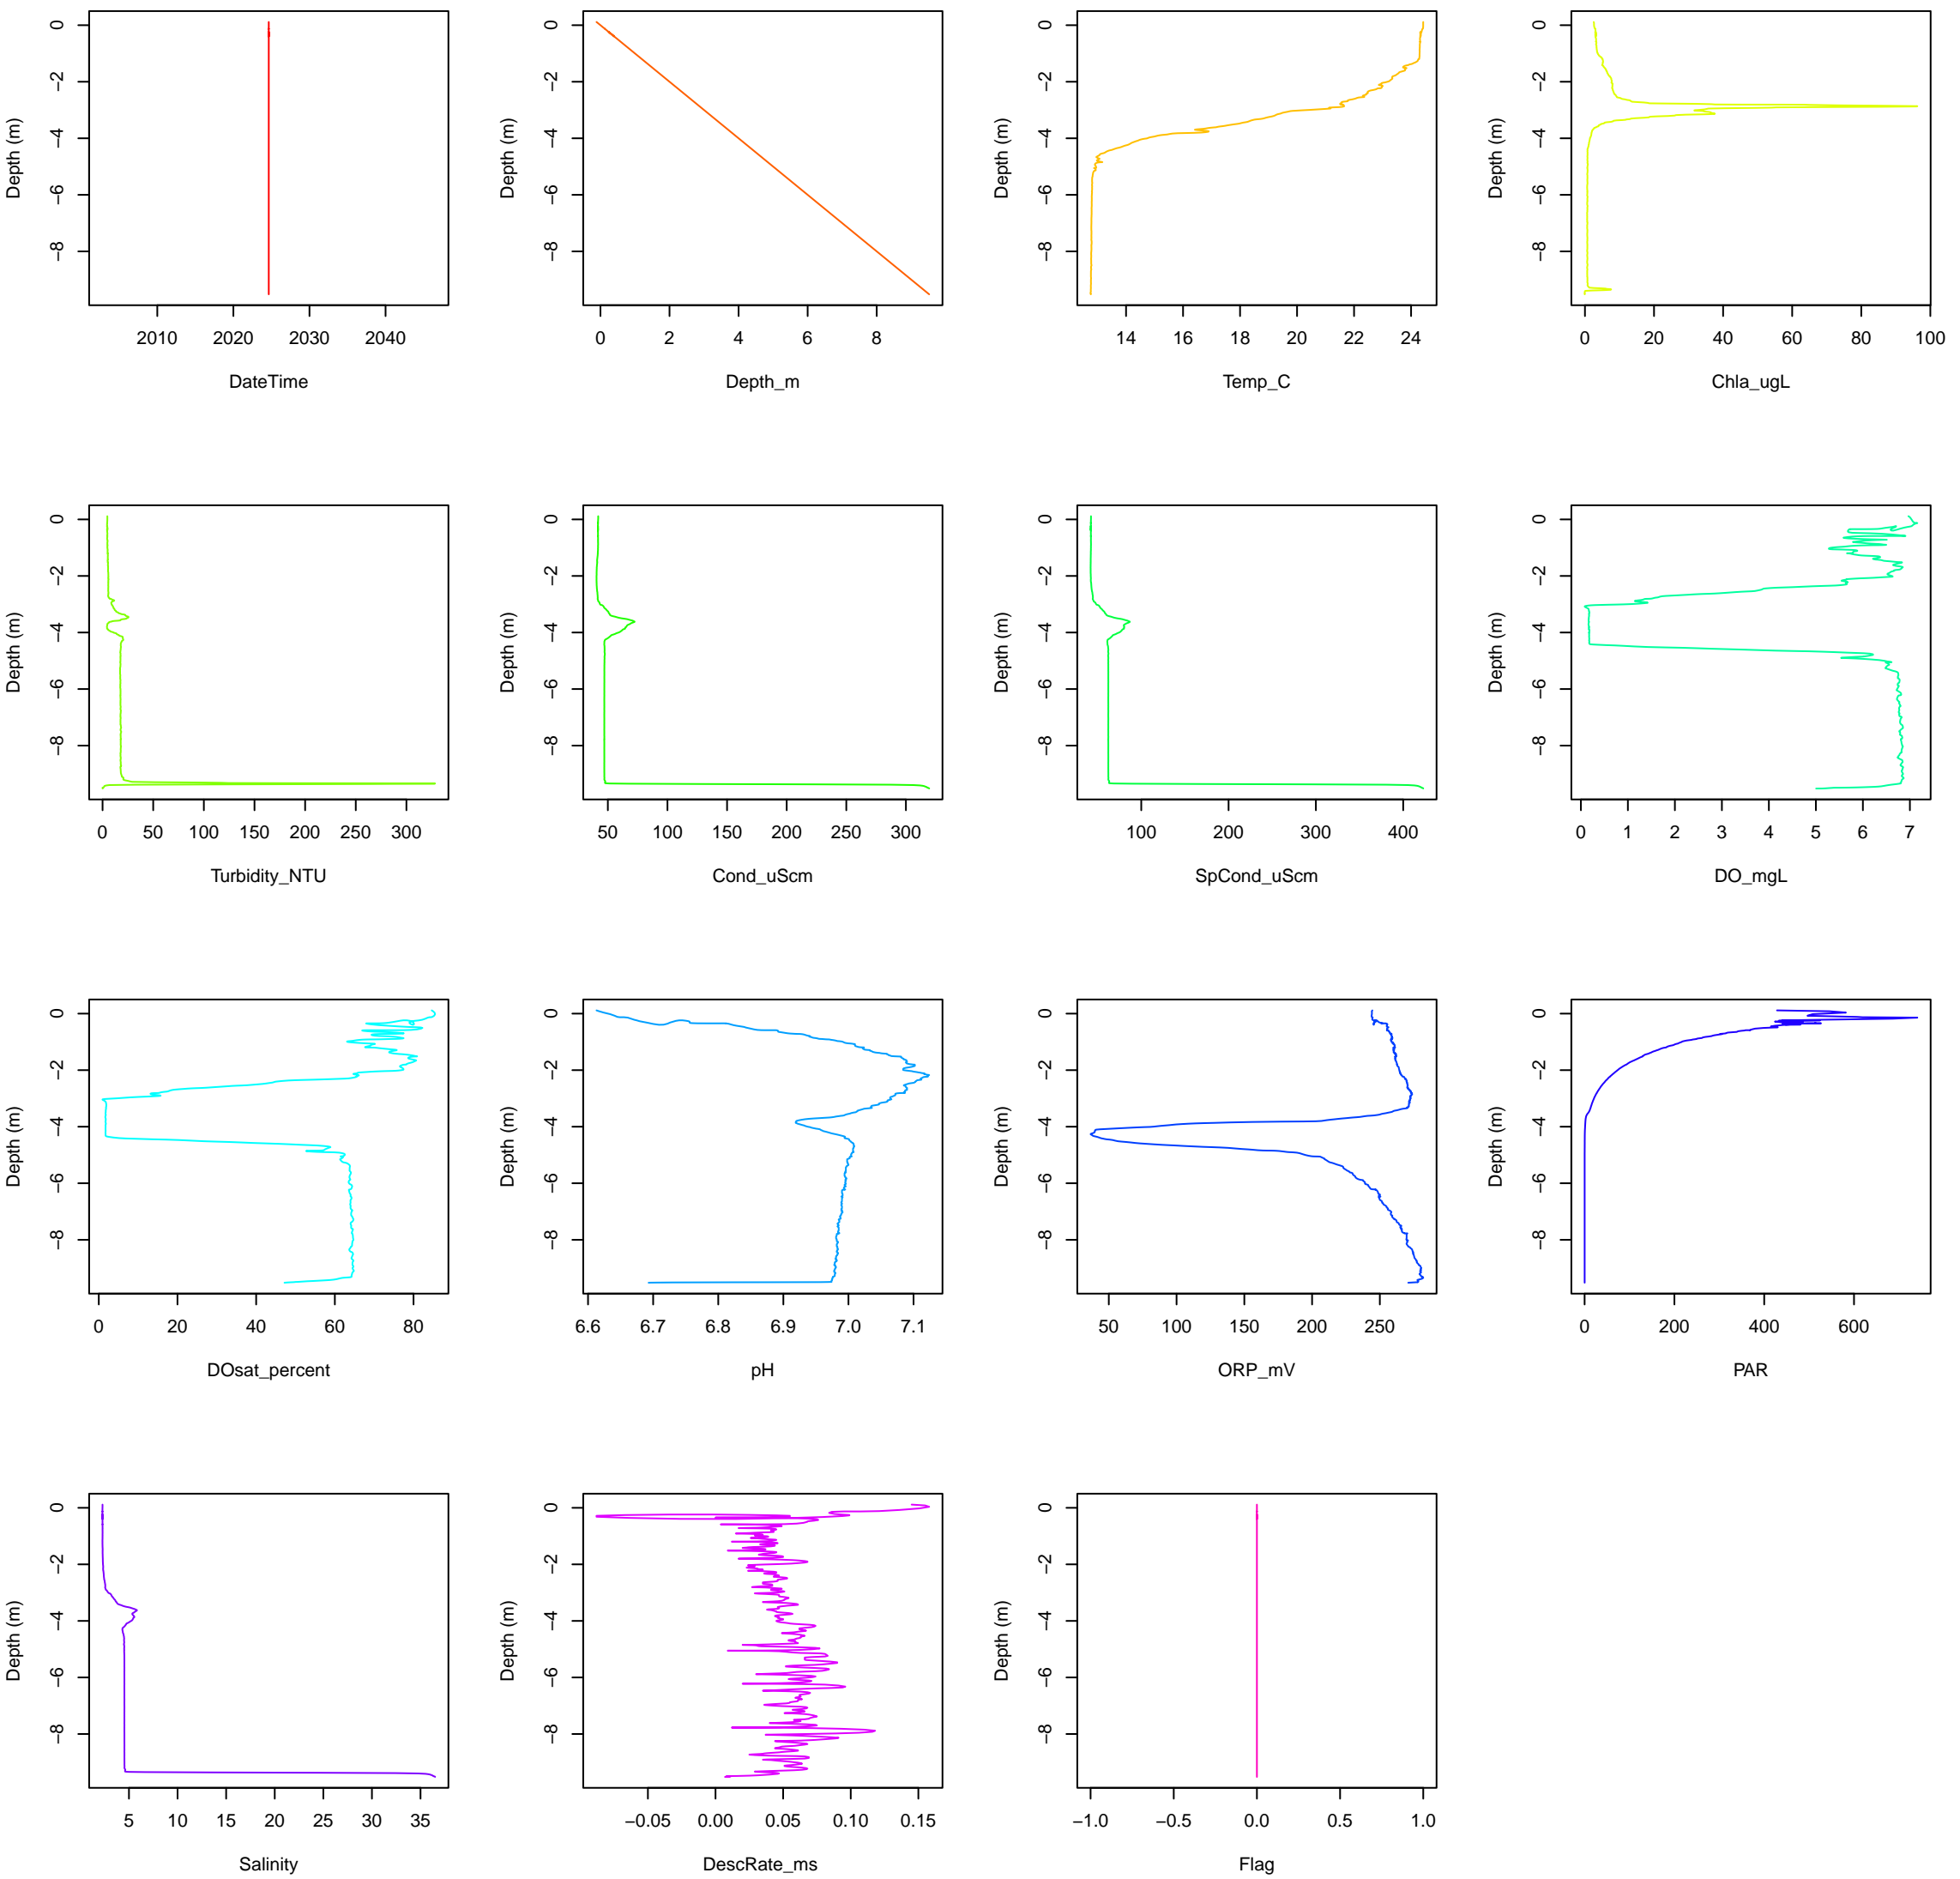 0 −2 −4 −6 −8
Depth (m)
2010 2020 2030 2040
DateTime
0 −2 −4 −6 −8
Depth (m)
0 2 4 6 8
Depth_m
0 −2 −4 −6 −8
Depth (m)
14 16 18 20 22 24
Temp_C
0 −2 −4 −6 −8
Depth (m)
0 20 40 60 80 100
Chla_ugL
0 −2 −4 −6 −8
Depth (m)
0 50 100 150 200 250 300
Turbidity_NTU
0 −2 −4 −6 −8
Depth (m)
50 100 150 200 250 300
Cond_uScm
0 −2 −4 −6 −8
Depth (m)
100 200 300 400
SpCond_uScm
0 −2 −4 −6 −8
Depth (m)
0 1 2 3 4 5 6 7
DO_mgL
0 −2 −4 −6 −8
Depth (m)
0 20 40 60 80
DOsat_percent
0 −2 −4 −6 −8
Depth (m)
6.6 6.7 6.8 6.9 7.0 7.1
pH
0 −2 −4 −6 −8
Depth (m)
50 100 150 200 250
ORP_mV
0 −2 −4 −6 −8
Depth (m)
0 200 400 600
PAR
0 −2 −4 −6 −8
Depth (m)
5 10 15 20 25 30 35
Salinity
0 −2 −4 −6 −8
Depth (m)
−0.05 0.00 0.05 0.10 0.15
DescRate_ms
0 −2 −4 −6 −8
Depth (m)
−1.0 −0.5 0.0 0.5 1.0
Flag